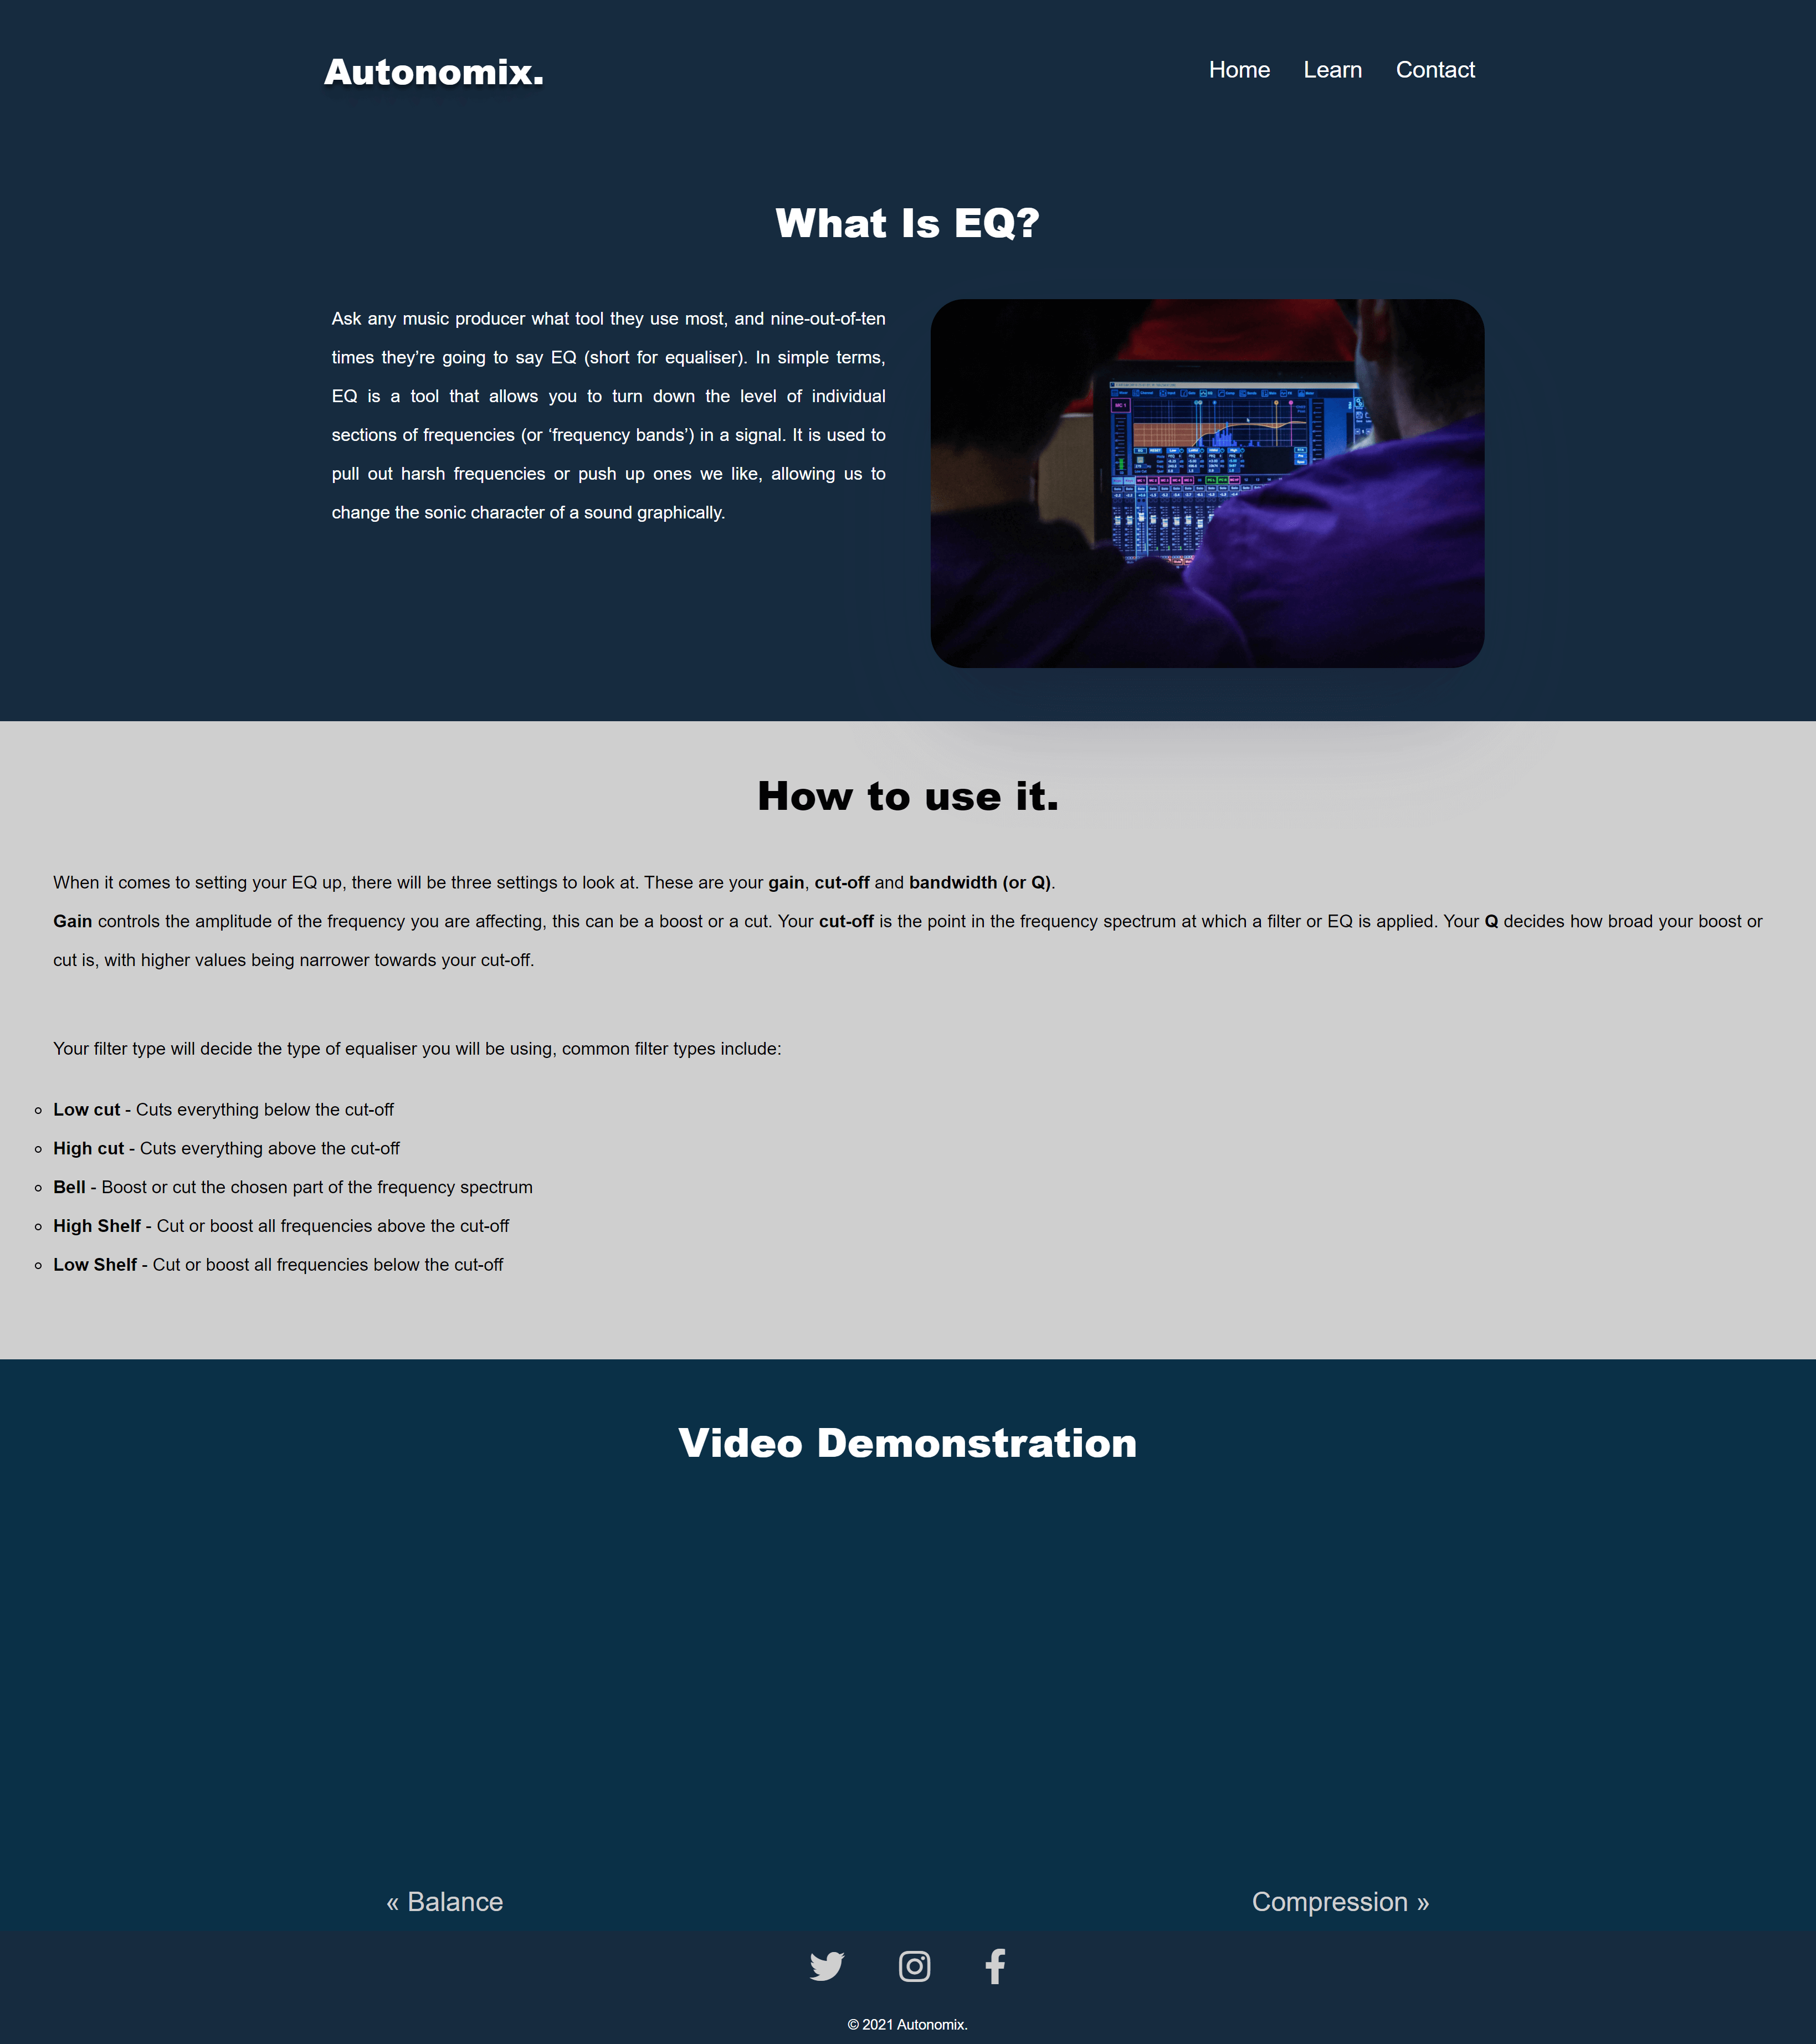 Autonomix.
Home Learn Contact
What Is EQ?
Ask any music producer what tool they use most, and nine-out-of-ten
times they’re going to say EQ (short for equaliser). In simple terms,
EQ is a tool that allows you to turn down the level of individual
sections of frequencies (or ‘frequency bands’) in a signal. It is used to
pull out harsh frequencies or push up ones we like, allowing us to
change the sonic character of a sound graphically.
MC 1
How to use it.
When it comes to setting your EQ up, there will be three settings to look at. These are your gain, cut-off and bandwidth (or Q).
Gain controls the amplitude of the frequency you are affecting, this can be a boost or a cut. Your cut-off is the point in the frequency spectrum at which a filter or EQ is applied. Your Q decides how broad your boost or
cut is, with higher values being narrower towards your cut-off.
Your filter type will decide the type of equaliser you will be using, common filter types include:
Low cut - Cuts everything below the cut-off
High cut - Cuts everything above the cut-off
Bell - Boost or cut the chosen part of the frequency spectrum
High Shelf - Cut or boost all frequencies above the cut-off
Low Shelf - Cut or boost all frequencies below the cut-off
Video Demonstration
« Balance
Compression »
© 2021 Autonomix.